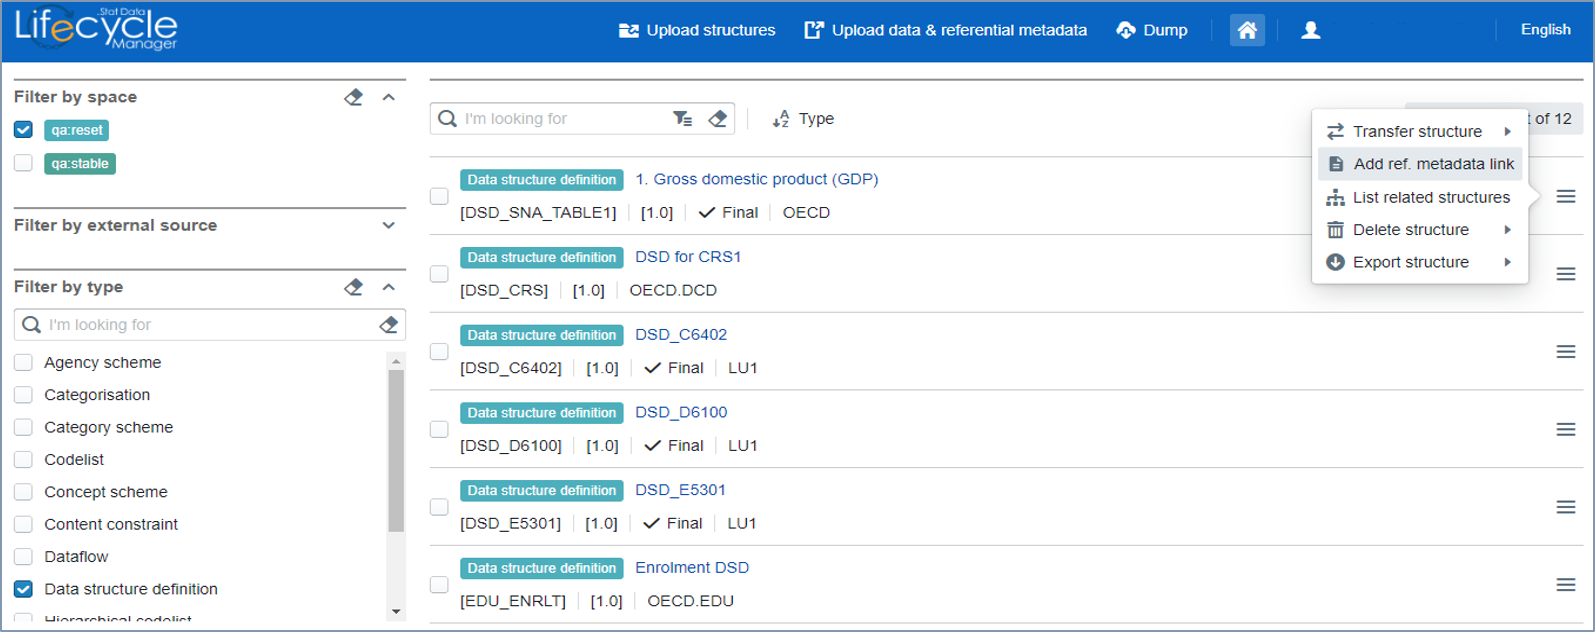 .Stat Data
Lifecycle
Manager
Upload structures
Upload data & referential metadata
Dump
English
Filter by space
qa:reset
qa:stable
Filter by external source
Filter by type
I'm looking for
Agency scheme
Categorisation
Category scheme
Codelist
Concept scheme
Content constraint
Dataflow
Data structure definition
Hierarchical codelist
I'm looking for
Type
of 12
Transfer structure
Add ref. metadata link
List related structures
Delete structure
Export structure
Data structure definition 1. Gross domestic product (GDP)
[DSD_SNA_TABLE1] [1.0] Final OECD
Data structure definition DSD for CRS1
[DSD_CRS] [1.0] OECD.DCD
Data structure definition DSD_C6402
[DSD_C6402] [1.0] Final LU1
Data structure definition DSD_D6100
[DSD_D6100] [1.0] Final LU1
Data structure definition DSD_E5301
[DSD_E5301] [1.0] Final LU1
Data structure definition Enrolment DSD
[EDU_ENRLT] [1.0] OECD.EDU